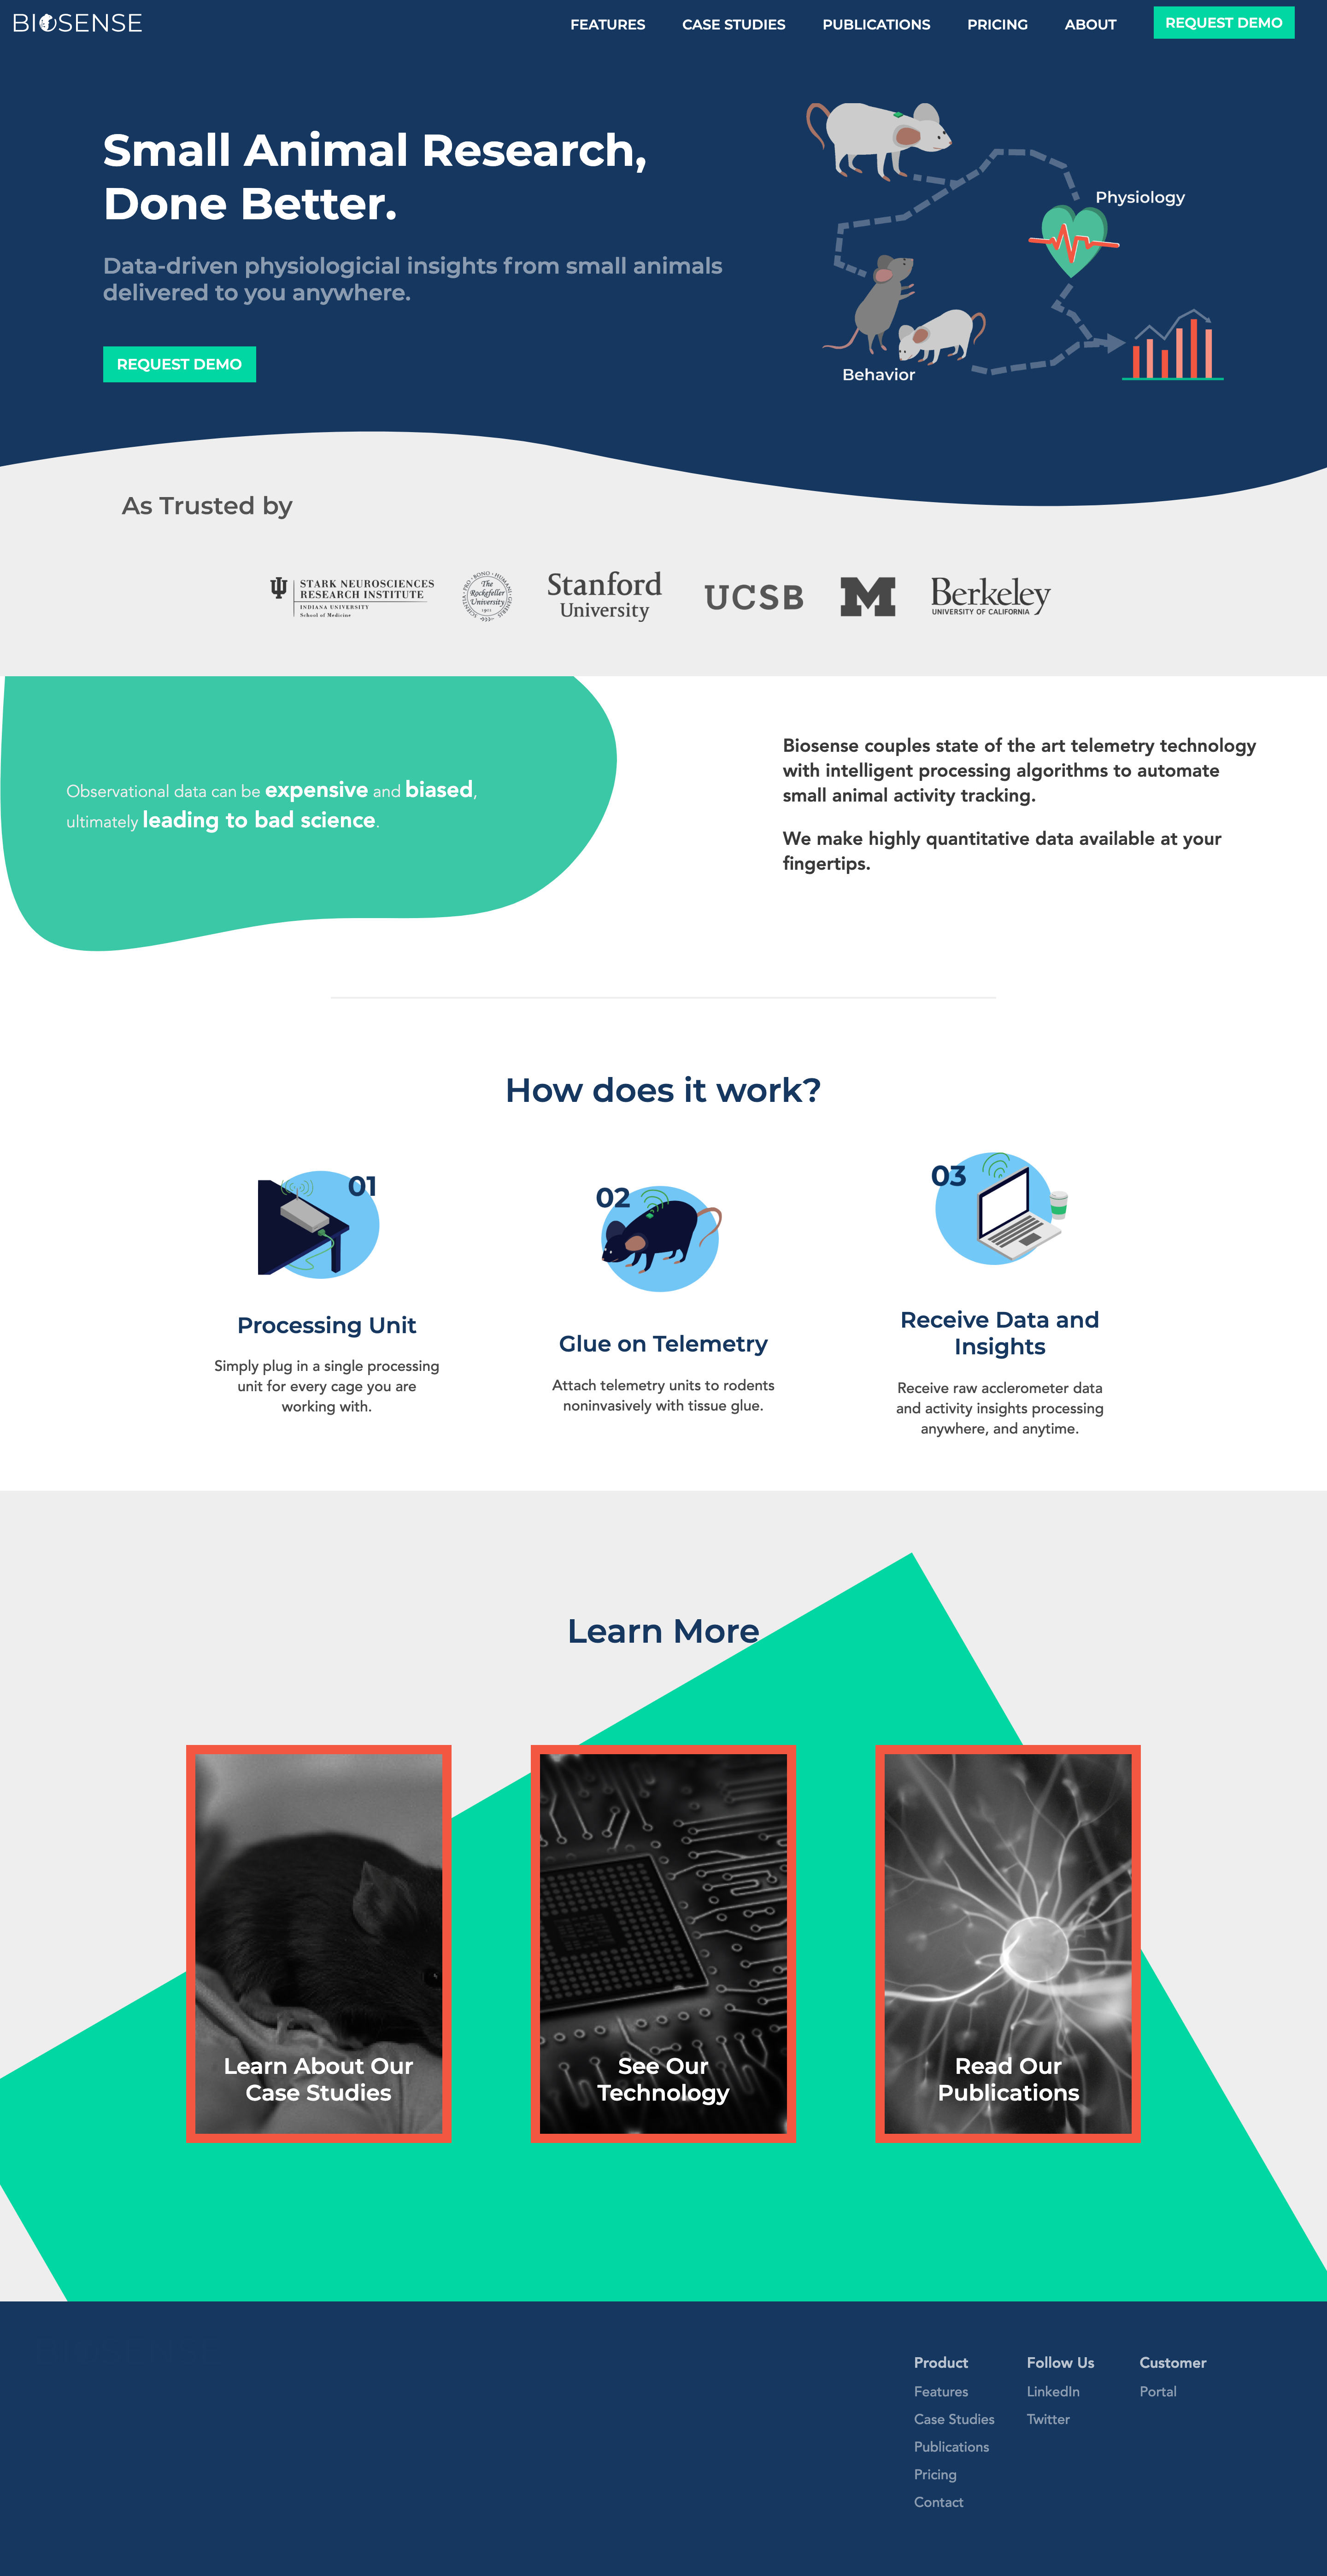 BIOSENSE
FEATURES
CASE STUDIES
PUBLICATIONS
PRICING
ABOUT
REQUEST DEMO
Small Animal Research,
Done Better.
Data-driven physiologicial insights from small animals
delivered to you anywhere.
REQUEST DEMO
Physiology
Behavior
As Trusted by
STARK NEUROSCIENCES
RESEARCH INSTITUTE
INDIANA UNIVERSITY
School of Medicine
PRO · BONO · HUMANI · GENERIS
The
Rockefeller
University
1901
SCIENTIA
Stanford
University
UCSB
M
Berkeley
UNIVERSITY OF CALIFORNIA
Observational data can be expensive and biased,
ultimately leading to bad science.
Biosense couples state of the art telemetry technology
with intelligent processing algorithms to automate
small animal activity tracking.
We make highly quantitative data available at your
fingertips.
How does it work?
01
Processing Unit
Simply plug in a single processing
unit for every cage you are
working with.
02
Glue on Telemetry
Attach telemetry units to rodents
noninvasively with tissue glue.
03
Receive Data and
Insights
Receive raw acclerometer data
and activity insights processing
anywhere, and anytime.
Learn More
Learn About Our
Case Studies
See Our
Technology
Read Our
Publications
Product
Features
Case Studies
Publications
Pricing
Contact
Follow Us
LinkedIn
Twitter
Customer
Portal